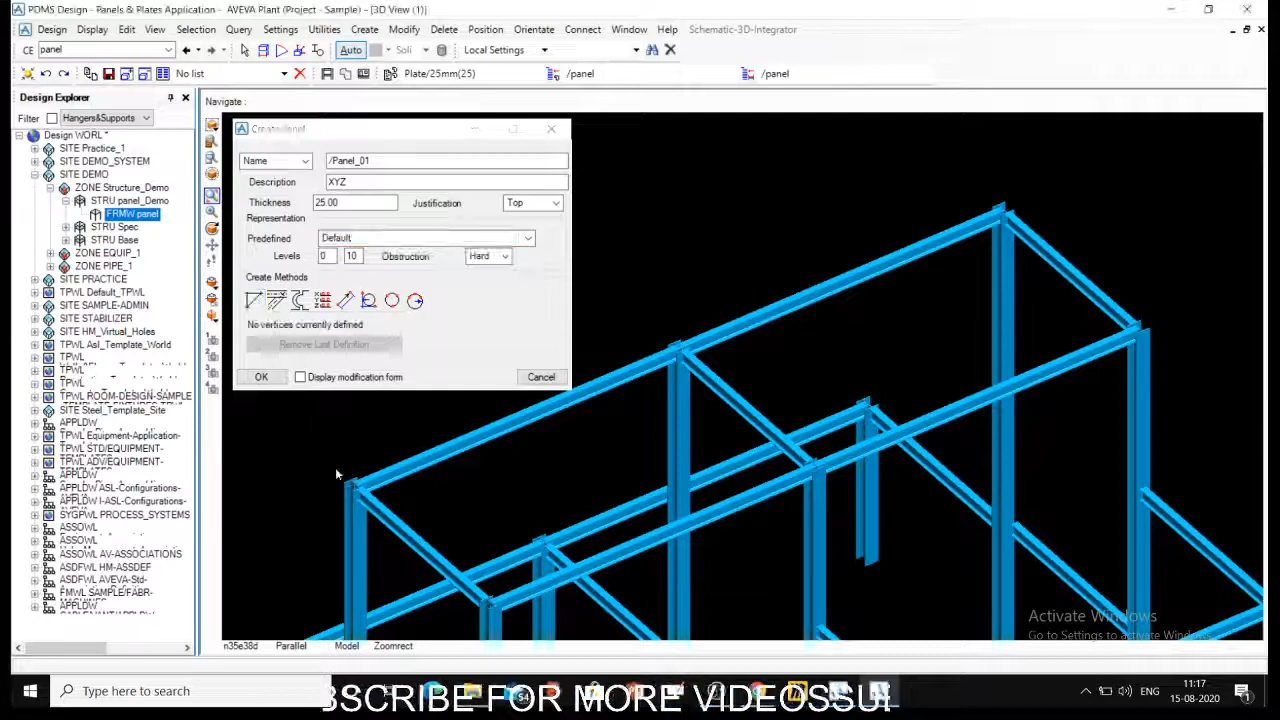 PDMS Design - Panels & Plates Application - AVEVA Plant (Project - Sample) - [3D View (1)]
Design Display Edit View Selection Query Settings Utilities Create Modify Delete Position Orientate Connect Window Help Schematic-3D-Integrator
CE panel Auto Soli Local Settings
No list Plate/25mm(25) /panel /panel
Design Explorer
Navigate :
Filter Hangers&Supports
Design WORL *
SITE Practice_1
SITE DEMO_SYSTEM
SITE DEMO
ZONE Structure_Demo
STRU panel_Demo
FRMW panel
STRU Spec
STRU Base
ZONE EQUIP_1
ZONE PIPE_1
SITE PRACTICE
TPWL Default_TPWL
SITE SAMPLE-ADMIN
SITE STABILIZER
SITE HM_Virtual_Holes
TPWL Asl_Template_World
TPWL
TPWL
TPWL
TPWL ROOM-DESIGN-SAMPLE
SITE Steel_Template_Site
APPLDW
TPWL Equipment-Application-
TPWL STD/EQUIPMENT-
TPWL ADV/EQUIPMENT-
APPLDW
APPLDW ASL-Configurations-
APPLDW I-ASL-Configurations-
SYGPWL PROCESS_SYSTEMS
ASSOWL
ASSOWL
ASSOWL AV-ASSOCIATIONS
ASDFWL HM-ASSDEF
ASDFWL AVEVA-Std-
FMWL SAMPLE/FABR-
APPLDW
Create Panel
Name /Panel_01
Description XYZ
Thickness 25.00 Justification Top
Representation
Predefined Default
Levels 0 10 Obstruction Hard
Create Methods
No vertices currently defined
Remove Last Definition
OK Display modification form Cancel
Activate Windows
Go to Settings to activate Windows.
n35e38d Parallel Model Zoomrect
Type here to search
54
ENG
11:17
15-08-2020
1
BSCRIBE FOR MORE VIDEOSSU